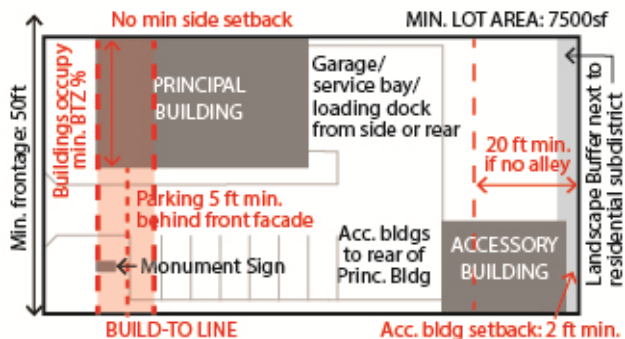 No min side setback
MIN. LOT AREA: 7500sf
Min. frontage: 50ft
Buildings occupy
min. BTZ %
PRINCIPAL
BUILDING
Garage/
service bay/
loading dock
from side or rear
20 ft min.
if no alley
Landscape Buffer next to
residential subdistrict
Parking 5 ft min.
behind front facade
Monument Sign
Acc. bldgs
to rear of
Princ. Bldg
ACCESSORY
BUILDING
BUILD-TO LINE
Acc. bldg setback: 2 ft min.